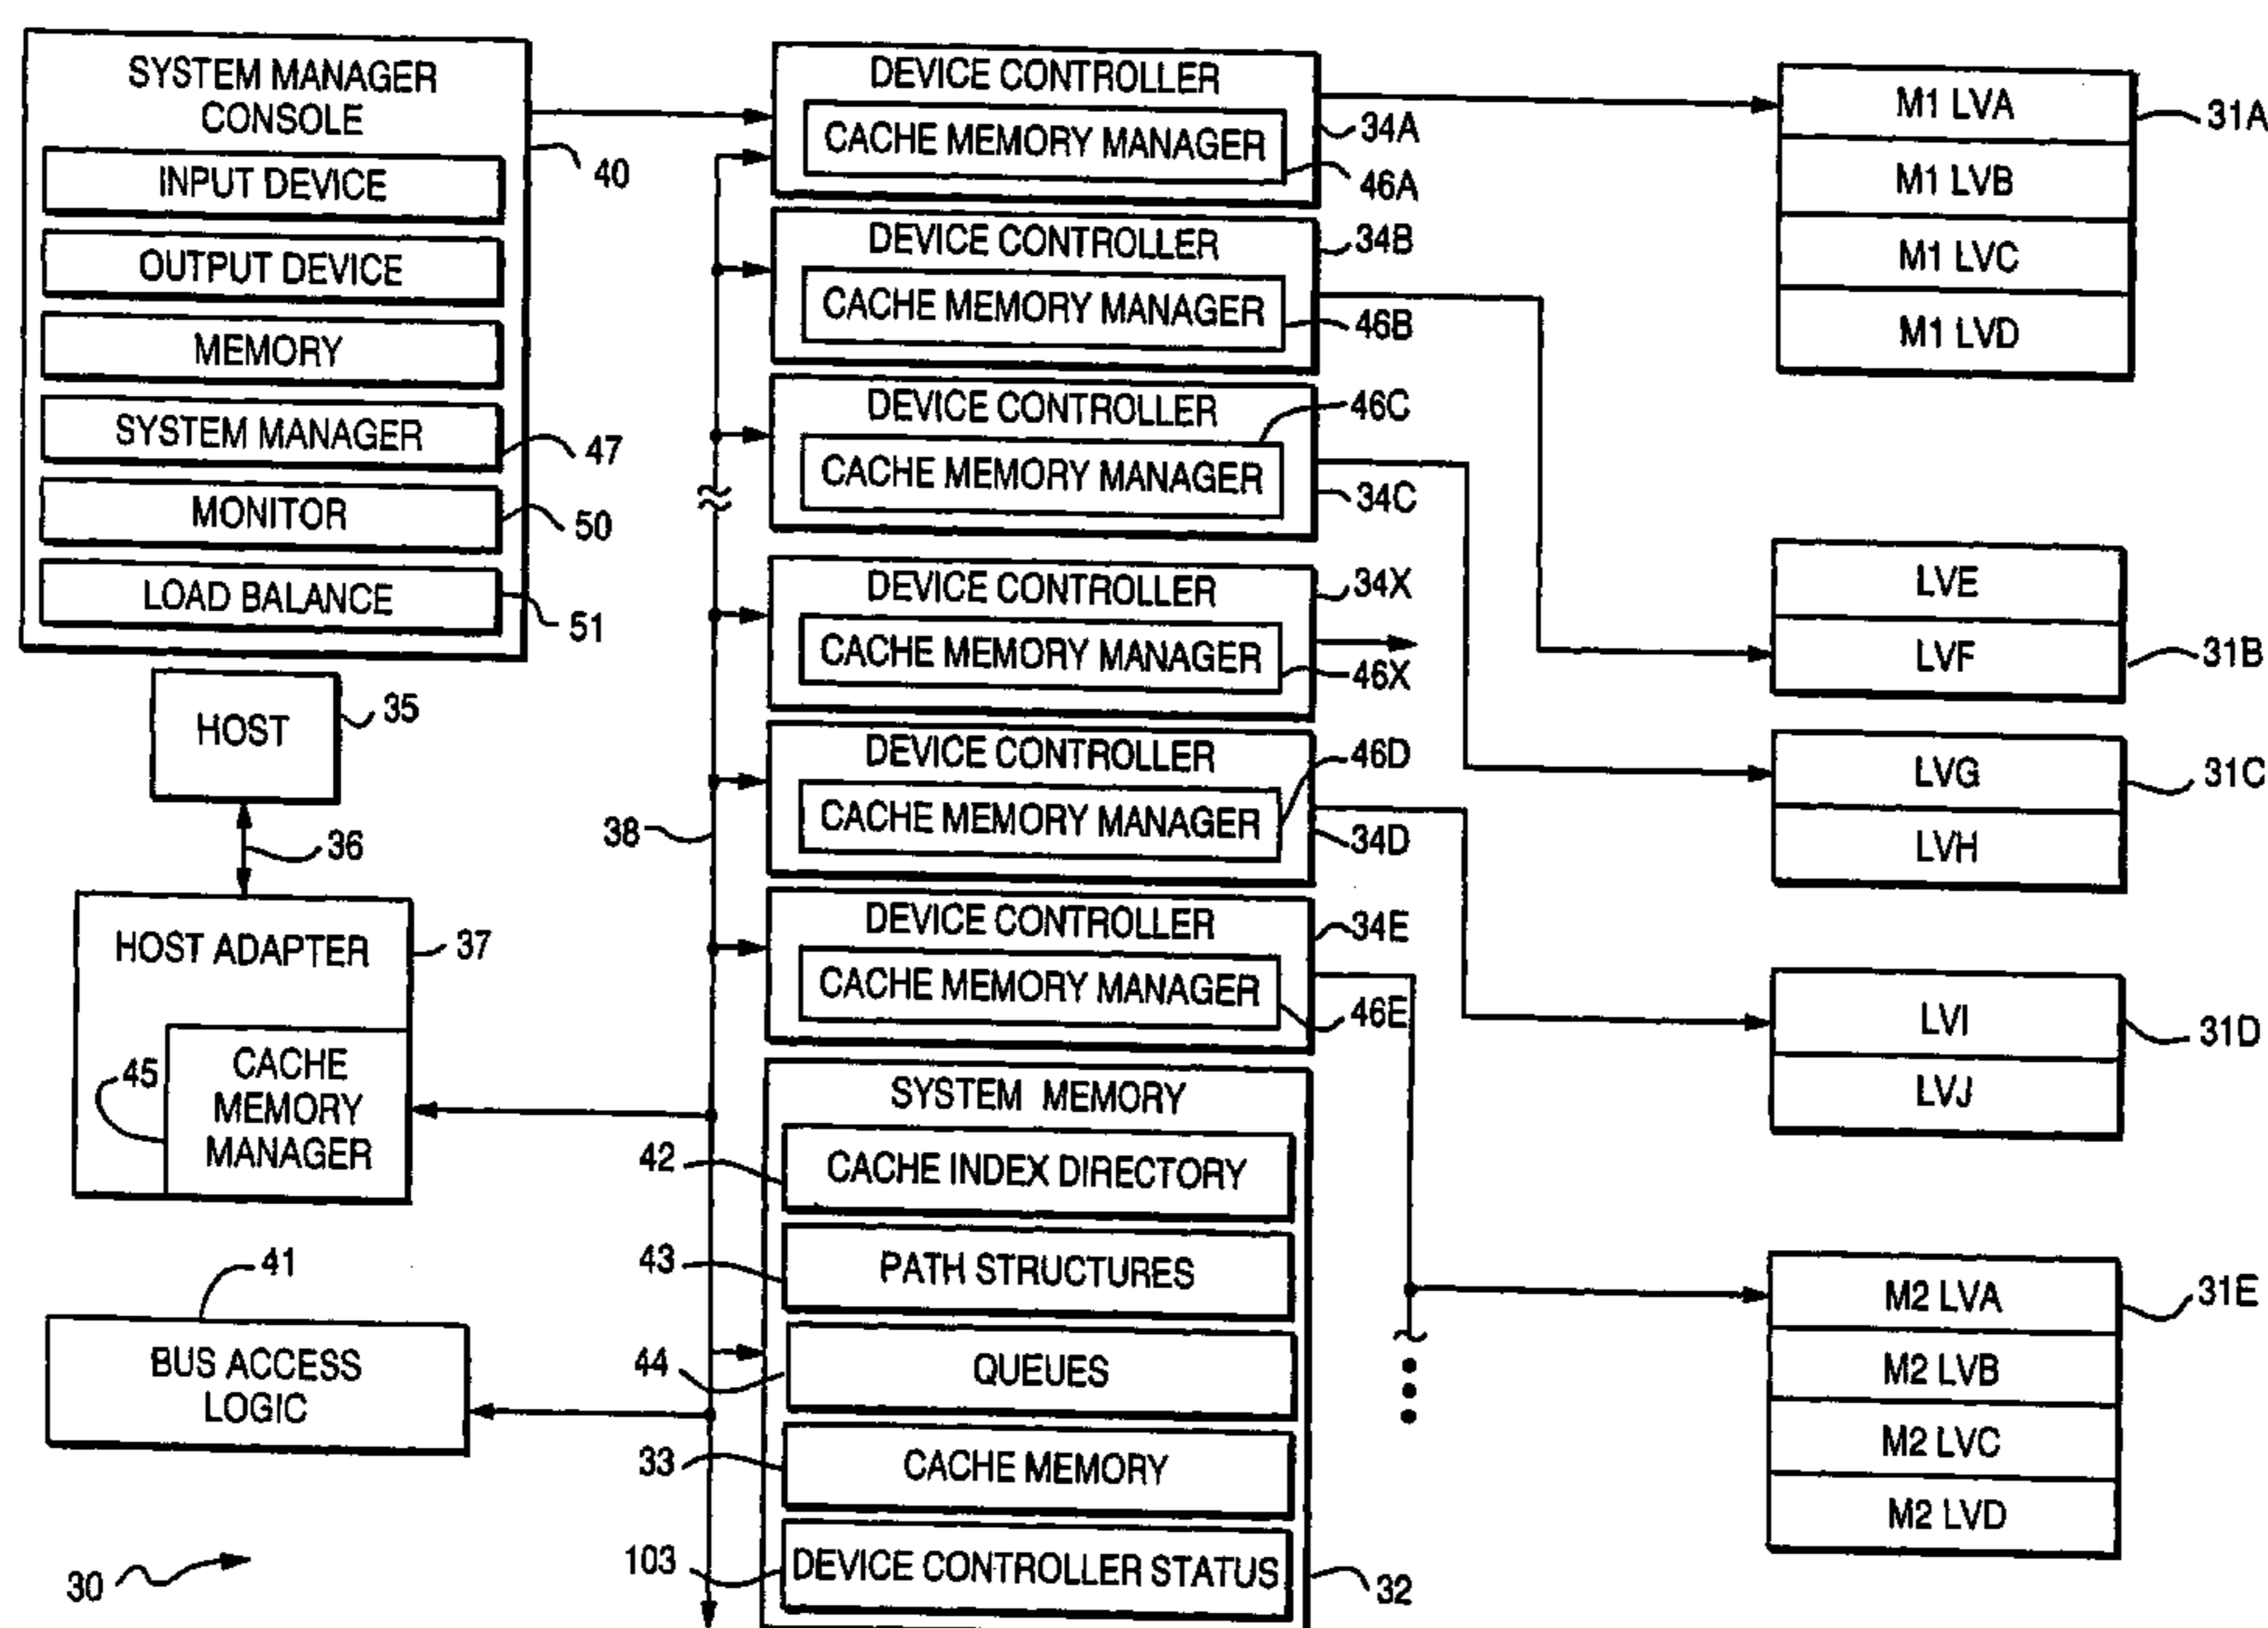 SYSTEM MANAGER
CONSOLE
40
INPUT DEVICE
OUTPUT DEVICE
MEMORY
SYSTEM MANAGER
47
MONITOR
50
LOAD BALANCE
51
HOST
35
36
HOST ADAPTER
37
45
CACHE
MEMORY
MANAGER
41
BUS ACCESS
LOGIC
30
38
DEVICE CONTROLLER
CACHE MEMORY MANAGER
34A
46A
DEVICE CONTROLLER
34B
CACHE MEMORY MANAGER
46B
DEVICE CONTROLLER
46C
CACHE MEMORY MANAGER
34C
DEVICE CONTROLLER
34X
CACHE MEMORY MANAGER
46X
DEVICE CONTROLLER
46D
CACHE MEMORY MANAGER
34D
DEVICE CONTROLLER
34E
CACHE MEMORY MANAGER
46E
SYSTEM MEMORY
42
CACHE INDEX DIRECTORY
43
PATH STRUCTURES
44
QUEUES
33
CACHE MEMORY
103
DEVICE CONTROLLER STATUS
32
M1 LVA
31A
M1 LVB
M1 LVC
M1 LVD
LVE
LVF
31B
LVG
31C
LVH
LVI
31D
LVJ
M2 LVA
31E
M2 LVB
M2 LVC
M2 LVD